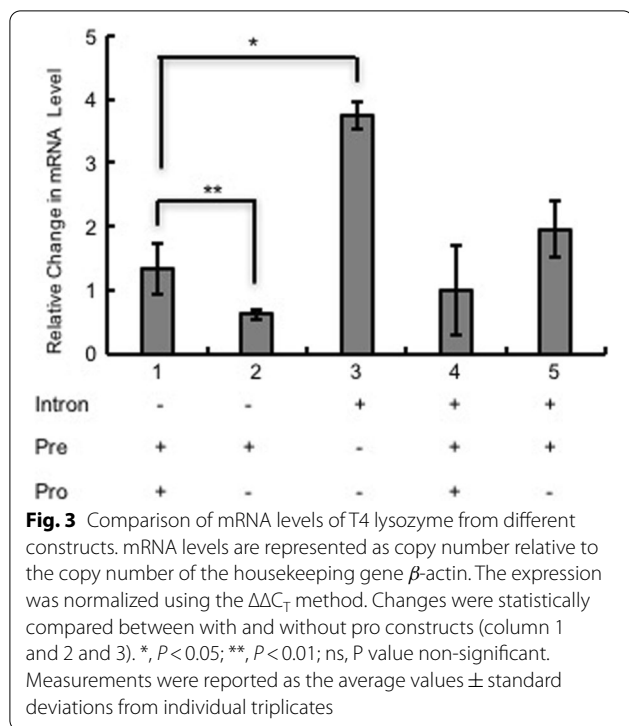 5
*
4
3
**
2
1
0
Relative Change in mRNA Level
1 2 3 4 5
Intron - - + + +
Pre + + - + +
Pro + - - + -
Fig. 3 Comparison of mRNA levels of T4 lysozyme from different
constructs. mRNA levels are represented as copy number relative to
the copy number of the housekeeping gene β-actin. The expression
was normalized using the ΔΔCT method. Changes were statistically
compared between with and without pro constructs (column 1
and 2 and 3). *, P < 0.05; **, P < 0.01; ns, P value non-significant.
Measurements were reported as the average values ± standard
deviations from individual triplicates